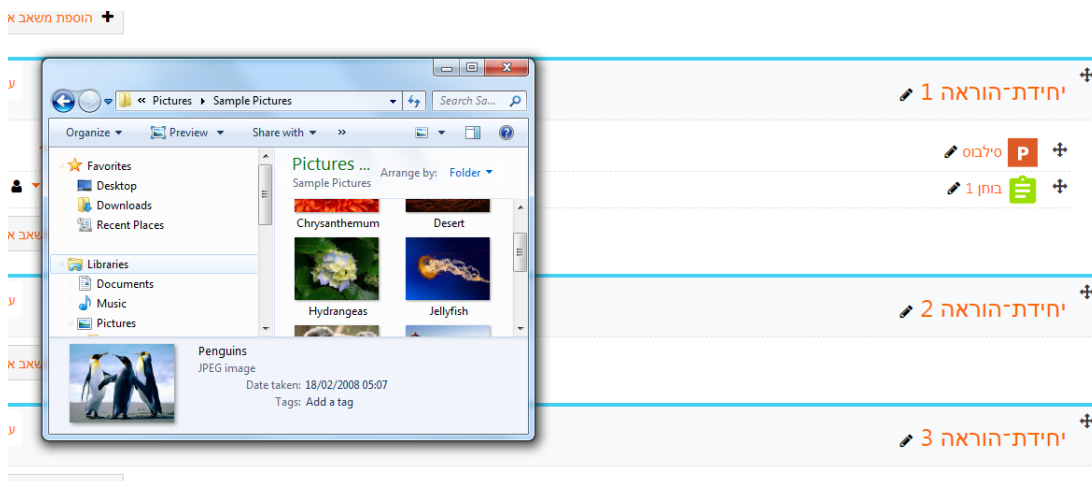 הוספת משאב א
יחידת־הוראה 1
סילבוס
P
בוחן 1
שאב א
יחידת־הוראה 2
שאב א
יחידת־הוראה 3
ע
ע
ע
« Pictures Sample Pictures
Search Sa...
Organize
Preview
Share with
»
Favorites
Desktop
Downloads
Recent Places
Libraries
Documents
Music
Pictures
Pictures ...
Sample Pictures
Arrange by: Folder
Chrysanthemum
Desert
Hydrangeas
Jellyfish
Penguins
JPEG image
Date taken: 18/02/2008 05:07
Tags: Add a tag